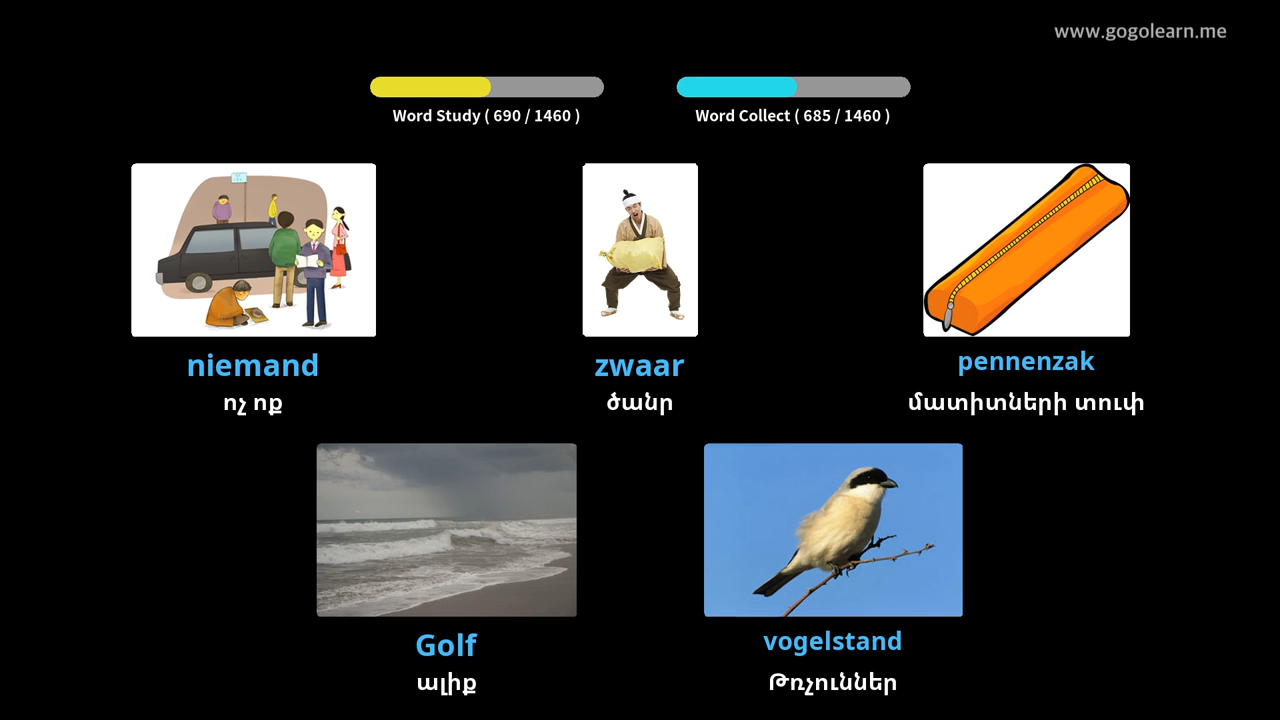 www.gogolearn.me
Word Study ( 690 / 1460 )
Word Collect ( 685 / 1460 )
niemand
ոչ ոք
zwaar
ծանր
pennenzak
մատիտների տուփ
Golf
ալիք
vogelstand
Թռչուններ